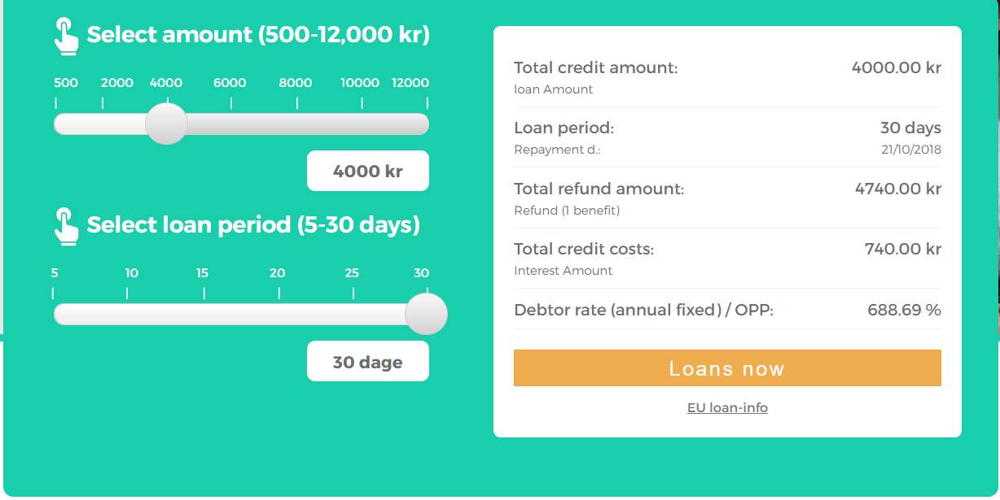 Select amount (500-12,000 kr)
500 2000 4000 6000 8000 10000 12000
4000 kr
Select loan period (5-30 days)
5 10 15 20 25 30
30 dage
Total credit amount: 4000.00 kr
loan Amount
Loan period: 30 days
Repayment d.: 21/10/2018
Total refund amount: 4740.00 kr
Refund (1 benefit)
Total credit costs: 740.00 kr
Interest Amount
Debtor rate (annual fixed) / OPP: 688.69 %
Loans now
EU loan-info